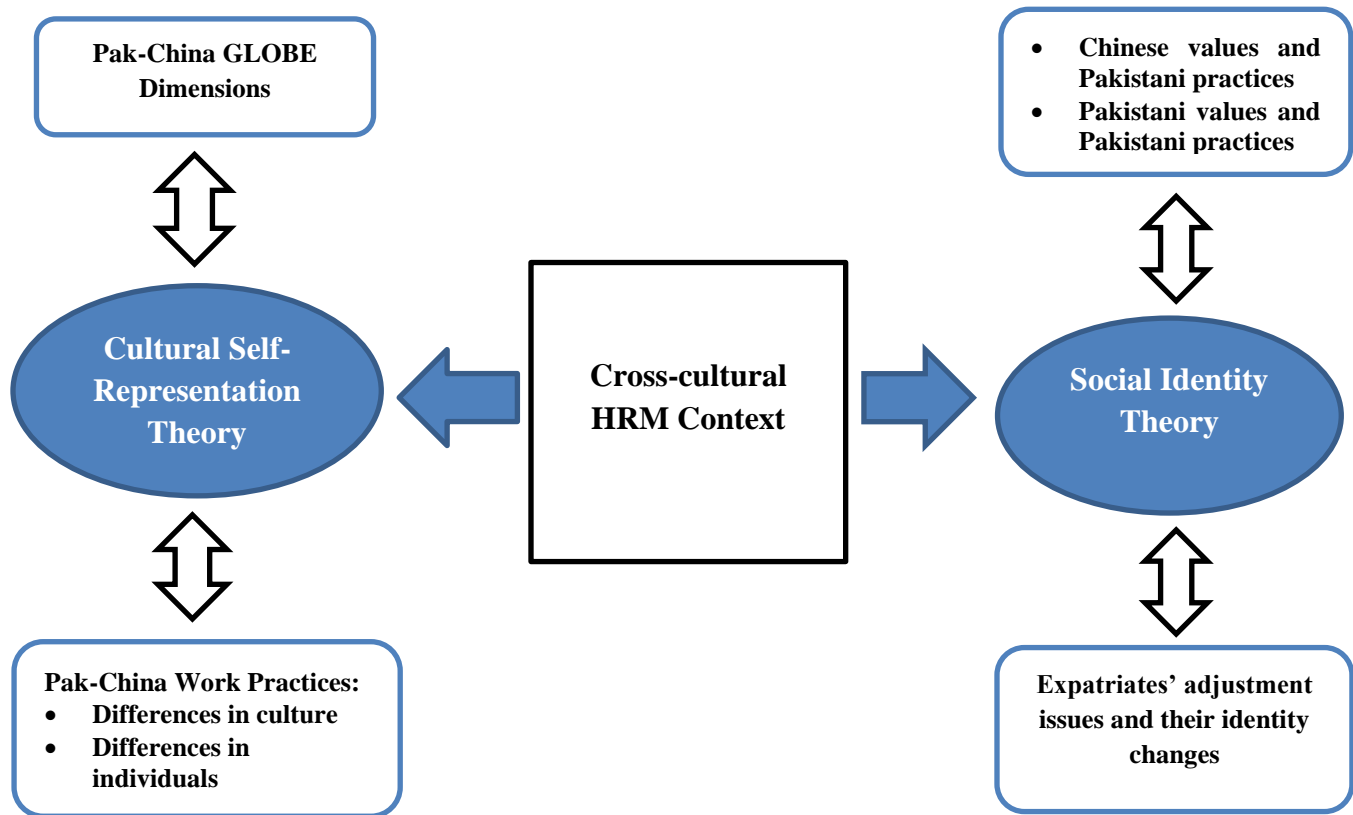 Pak-China GLOBE
Dimensions
• Chinese values and
Pakistani practices
• Pakistani values and
Pakistani practices
Cultural Self-
Representation
Theory
Cross-cultural
HRM Context
Social Identity
Theory
Pak-China Work Practices:
• Differences in culture
• Differences in
individuals
Expatriates’ adjustment
issues and their identity
changes